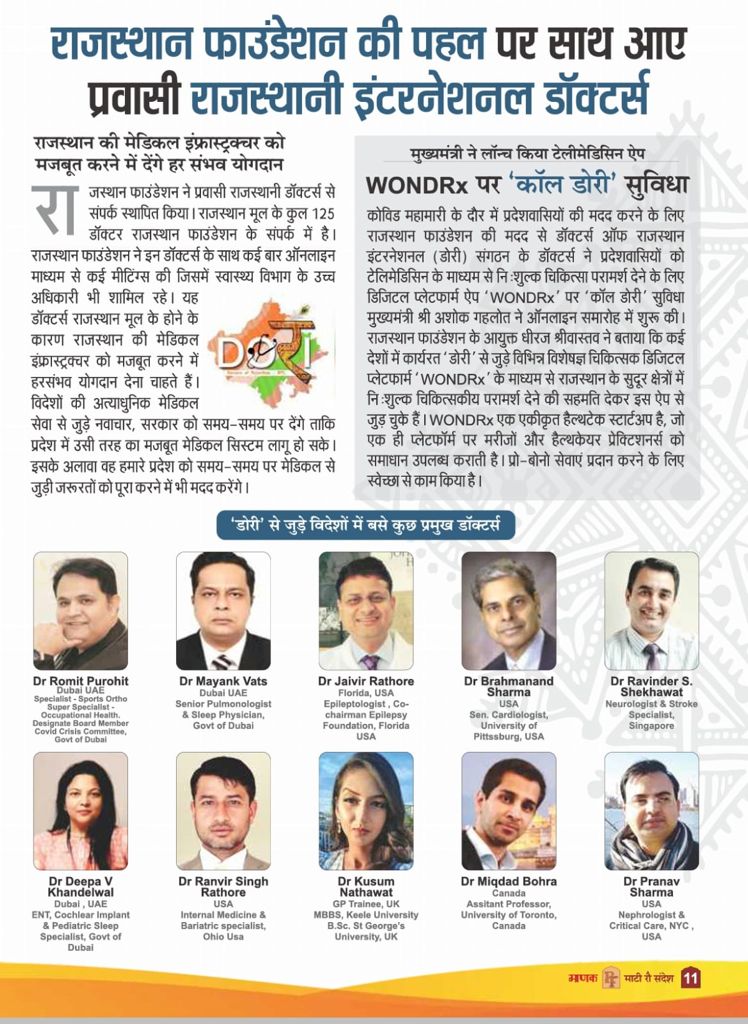 राजस्थान फाउंडेशन की पहल पर साथ आए
प्रवासी राजस्थानी इंटरनेशनल डॉक्टर्स
राजस्थान की मेडिकल इंफ्रास्ट्रक्चर को
मजबूत करने में देंगे हर संभव योगदान
राजस्थान फाउंडेशन ने प्रवासी राजस्थानी डॉक्टर्स से
संपर्क स्थापित किया। राजस्थान मूल के कुल 125
डॉक्टर राजस्थान फाउंडेशन के संपर्क में है।
राजस्थान फाउंडेशन ने इन डॉक्टर्स के साथ कई बार ऑनलाइन
माध्यम से कई मीटिंग्स की जिसमें स्वास्थ्य विभाग के उच्च
अधिकारी भी शामिल रहे। यह
डॉक्टर्स राजस्थान मूल के होने के
कारण राजस्थान की मेडिकल
इंफ्रास्ट्रक्चर को मजबूत करने में
हरसंभव योगदान देना चाहते हैं।
विदेशों की अत्याधुनिक मेडिकल
सेवा से जुड़े नवाचार, सरकार को समय-समय पर देंगे ताकि
प्रदेश में उसी तरह का मजबूत मेडिकल सिस्टम लागू हो सके।
इसके अलावा वह हमारे प्रदेश को समय-समय पर मेडिकल से
जुड़ी जरूरतों को पूरा करने में भी मदद करेंगे।
मुख्यमंत्री ने लॉन्च किया टेलीमेडिसिन ऐप
WONDRx पर 'कॉल डोरी' सुविधा
कोविड महामारी के दौर में प्रदेशवासियों की मदद करने के लिए
राजस्थान फाउंडेशन की मदद से डॉक्टर्स ऑफ राजस्थान
इंटरनेशनल (डोरी) संगठन के डॉक्टर्स ने प्रदेशवासियों को
टेलिमेडिसिन के माध्यम से निःशुल्क चिकित्सा परामर्श देने के लिए
डिजिटल प्लेटफार्म ऐप 'WONDRx' पर 'कॉल डोरी' सुविधा
मुख्यमंत्री श्री अशोक गहलोत ने ऑनलाइन समारोह में शुरू की।
राजस्थान फाउंडेशन के आयुक्त धीरज श्रीवास्तव ने बताया कि कई
देशों में कार्यरत 'डोरी' से जुड़े विभिन्न विशेषज्ञ चिकित्सक डिजिटल
प्लेटफार्म 'WONDRx' के माध्यम से राजस्थान के सुदूर क्षेत्रों में
निःशुल्क चिकित्सकीय परामर्श देने की सहमति देकर इस ऐप से
जुड़ चुके हैं। WONDRx एक एकीकृत हैल्थटेक स्टार्टअप है, जो
एक ही प्लेटफॉर्म पर मरीजों और हैल्थकेयर प्रेक्टिशनर्स को
समाधान उपलब्ध कराती है। प्रो-बोनो सेवाएं प्रदान करने के लिए
स्वेच्छा से काम किया है।
'डोरी' से जुड़े विदेशों में बसे कुछ प्रमुख डॉक्टर्स
Dr Romit Purohit
Dubai UAE
Specialist - Sports Ortho
Super Specialist -
Occupational Health.
Designate Board Member
Covid Crisis Committee,
Govt of Dubai
Dr Mayank Vats
Dubai UAE
Senior Pulmonologist
& Sleep Physician,
Govt of Dubai
Dr Jaivir Rathore
Florida, USA
Epileptologist , Co-
chairman Epilepsy
Foundation, Florida
USA
Dr Brahmanand
Sharma
USA
Sen. Cardiologist,
University of
Pittssburg, USA
Dr Ravinder S.
Shekhawat
Neurologist & Stroke
Specialist,
Singapore
Dr Deepa V
Khandelwal
Dubai , UAE
ENT, Cochlear Implant
& Pediatric Sleep
Specialist, Govt of
Dubai
Dr Ranvir Singh
Rathore
USA
Internal Medicine &
Bariatric specialist,
Ohio Usa
Dr Kusum
Nathawat
GP Trainee, UK
MBBS, Keele University
B.Sc. St George's
University, UK
Dr Miqdad Bohra
Canada
Assitant Professor,
University of Toronto,
Canada
Dr Pranav
Sharma
USA
Nephrologist &
Critical Care, NYC ,
USA
माणक माटी रौ संदेश 11